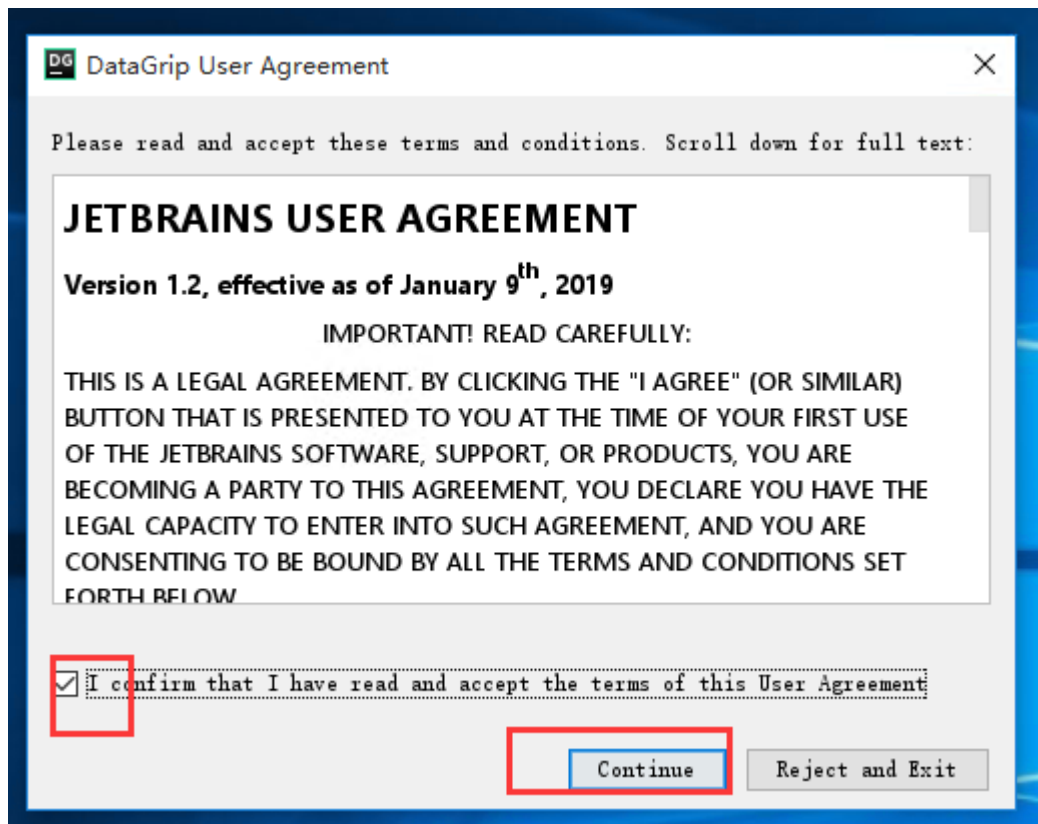 DG DataGrip User Agreement
Please read and accept these terms and conditions. Scroll down for full text:
JETBRAINS USER AGREEMENT
Version 1.2, effective as of January 9th, 2019
IMPORTANT! READ CAREFULLY:
THIS IS A LEGAL AGREEMENT. BY CLICKING THE "I AGREE" (OR SIMILAR)
BUTTON THAT IS PRESENTED TO YOU AT THE TIME OF YOUR FIRST USE
OF THE JETBRAINS SOFTWARE, SUPPORT, OR PRODUCTS, YOU ARE
BECOMING A PARTY TO THIS AGREEMENT, YOU DECLARE YOU HAVE THE
LEGAL CAPACITY TO ENTER INTO SUCH AGREEMENT, AND YOU ARE
CONSENTING TO BE BOUND BY ALL THE TERMS AND CONDITIONS SET
FORTH BELOW
I confirm that I have read and accept the terms of this User Agreement
Continue
Reject and Exit